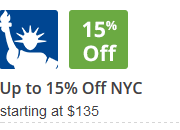 15%
Off
Up to 15% Off NYC
starting at $135